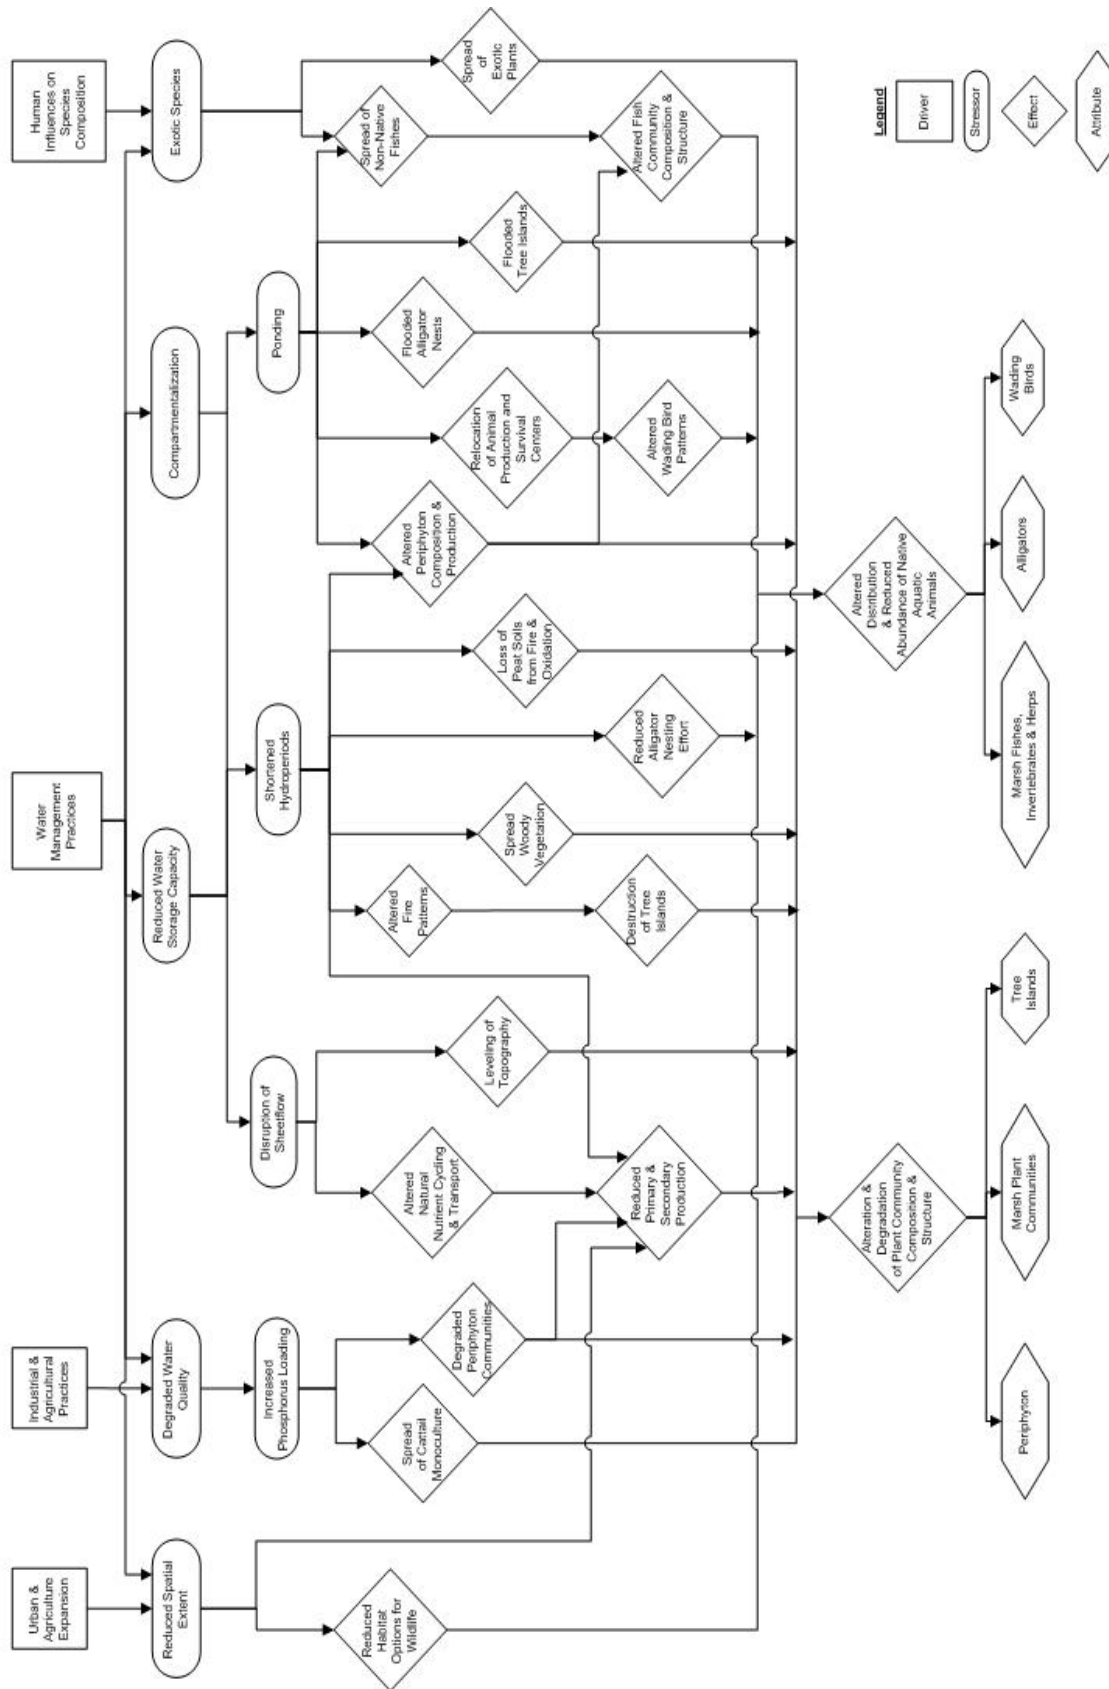 Urban &
Agriculture
Expansion
Industrial &
Agricultural
Practices
Water
Management
Practices
Human
Influences on
Species
Composition
Reduced Spatial
Extent
Degraded Water
Quality
Reduced Water
Storage Capacity
Compartmentalization
Exotic Species
Increased
Phosphorus Loading
Disruption of
Sheetflow
Shortened
Hydroperiods
Ponding
Reduced
Habitat
Options for
Wildlife
Spread
of Cattail
Monoculture
Degraded
Periphyton
Communities
Altered
Natural
Nutrient Cycling
& Transport
Leveling of
Topography
Altered
Fire
Patterns
Spread
Woody
Vegetation
Loss of
Peat Soils
from Fire &
Oxidation
Altered
Periphyton
Composition &
Production
Relocation
of Animal
Production and
Survival
Centers
Flooded
Alligator
Nests
Flooded
Tree Islands
Spread of
Non-Native
Fishes
Spread
of
Exotic
Plants
Reduced
Primary &
Secondary
Production
Destruction
of Tree
Islands
Reduced
Alligator
Nesting
Effort
Altered
Wading Bird
Patterns
Altered Fish
Community
Composition &
Structure
Alteration &
Degradation
of Plant Community
Composition &
Structure
Altered
Distribution
& Reduced
Abundance of Native
Aquatic
Animals
Periphyton
Marsh Plant
Communities
Tree
Islands
Marsh Fishes,
Inveriebrates & Herps
Alligators
Wading
Birds
Legend
Driver
Stressor
Effect
Attribute